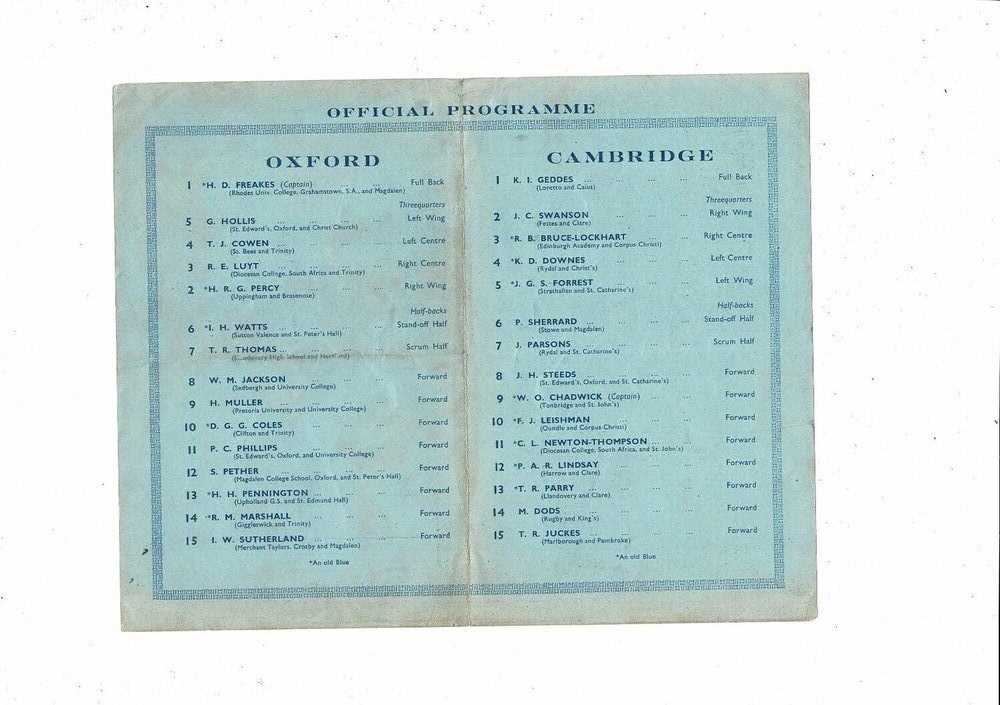 OFFICIAL PROGRAMME
OXFORD
1 *H. D. FREAKES (Captain) ... Full Back
(Rhodes Univ. College, Grahamstown, S.A., and Magdalen)
Threequarters
5 G. HOLLIS ... ... ... Left Wing
(St. Edward's, Oxford, and Christ Church)
4 T. J. COWEN ... ... ... Left Centre
(St. Bees and Trinity)
3 R. E. LUYT ... ... ... Right Centre
(Diocesan College, South Africa and Trinity)
2 *H. R. G. PERCY ... ... ... Right Wing
(Uppingham and Brasenose)
Half-backs
6 *I. H. WATTS ... ... ... Stand-off Half
(Sutton Valence and St. Peter's Hall)
7 T. R. THOMAS ... ... ... Scrum Half
High School and
8 W. M. JACKSON ... ... ... Forward
(Sedbergh and University College)
9 H. MULLER ... ... ... Forward
(Pretoria University and University College)
10 *D. G. G. COLES ... ... ... Forward
(Clifton and Trinity)
11 P. C. PHILLIPS ... ... ... Forward
(St. Edward's, Oxford, and University College)
12 S. PETHER ... ... ... Forward
(Magdalen College School, Oxford, and St. Peter's Hall)
13 *H. H. PENNINGTON ... ... ... Forward
(Upholland G.S. and St. Edmund Hall)
14 *R. M. MARSHALL ... ... ... Forward
(Giggleswick and Trinity)
15 I. W. SUTHERLAND ... ... ... Forward
(Merchant Taylors, Crosby and Magdalen)
*An old Blue
CAMBRIDGE
1 K. I. GEDDES ... ... ... Full Back
(Loretto and Caius)
Threequarters
2 J. C. SWANSON ... ... ... Right Wing
(Fettes and Clare)
3 *R. B. BRUCE-LOCKHART ... ... Right Centre
(Edinburgh Academy and Corpus Christi)
4 *K. D. DOWNES ... ... ... Left Centre
(Rydal and Christ's)
5 *J. G. S. FORREST ... ... ... Left Wing
(Strathallan and St. Catharine's)
Half-backs
6 P. SHERRARD ... ... ... Stand-off Half
(Stowe and Magdalen)
7 J. PARSONS ... ... ... Scrum Half
(Rydal and St. Catharine's)
8 J. H. STEEDS ... ... ... Forward
(St. Edward's, Oxford, and St. Catharine's)
9 *W. O. CHADWICK (Captain) ... ... Forward
(Tonbridge and St. John's)
10 *F. J. LEISHMAN ... ... ... Forward
(Oundle and Corpus Christi)
11 *C. L. NEWTON-THOMPSON ... ... Forward
(Diocesan College, South Africa, and St. John's)
12 *P. A. R. LINDSAY ... ... ... Forward
(Harrow and Clare)
13 *T. R. PARRY ... ... ... Forward
(Llandovery and Clare)
14 M. DODS ... ... ... Forward
(Rugby and King's)
15 T. R. JUCKES ... ... ... Forward
(Marlborough and Pembroke)
*An old Blue